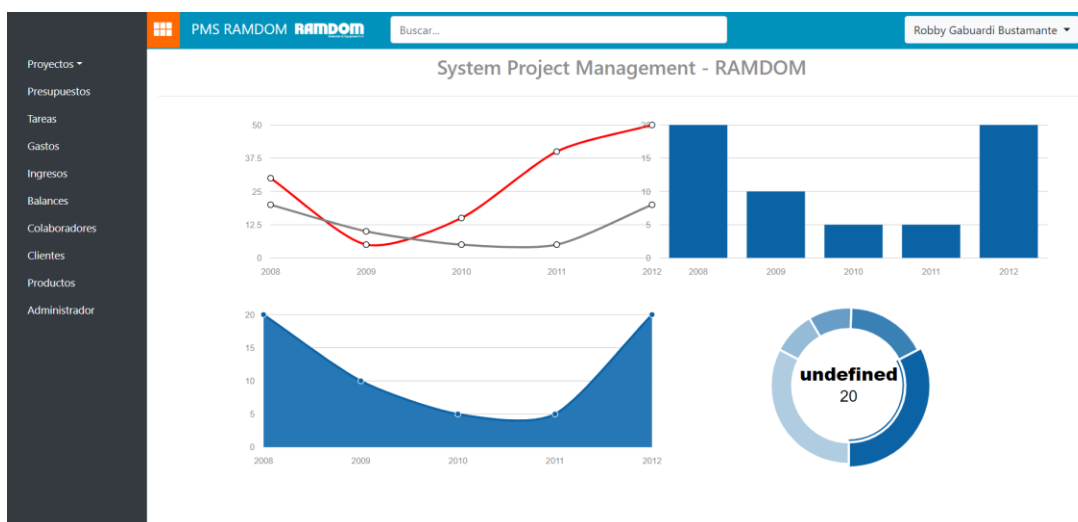 PMS RAMDOM RAMDOM
Buscar...
Robby Gabuardi Bustamante
Proyectos
Presupuestos
Tareas
Gastos
Ingresos
Balances
Colaboradores
Clientes
Productos
Administrador
System Project Management - RAMDOM
50
37.5
25
12.5
0
2008 2009 2010 2011 2012
20
15
10
5
0
2008 2009 2010 2011 2012
20
15
10
5
0
2008 2009 2010 2011 2012
undefined
20